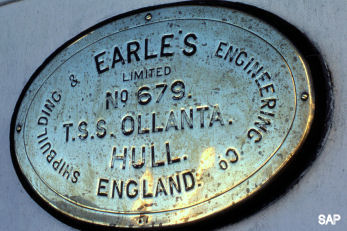 EARLE'S
SHIPBUILDING & ENGINEERING CO.
LIMITED
Nº 679.
T.S.S. OLLANTA.
HULL.
ENGLAND.
SAP